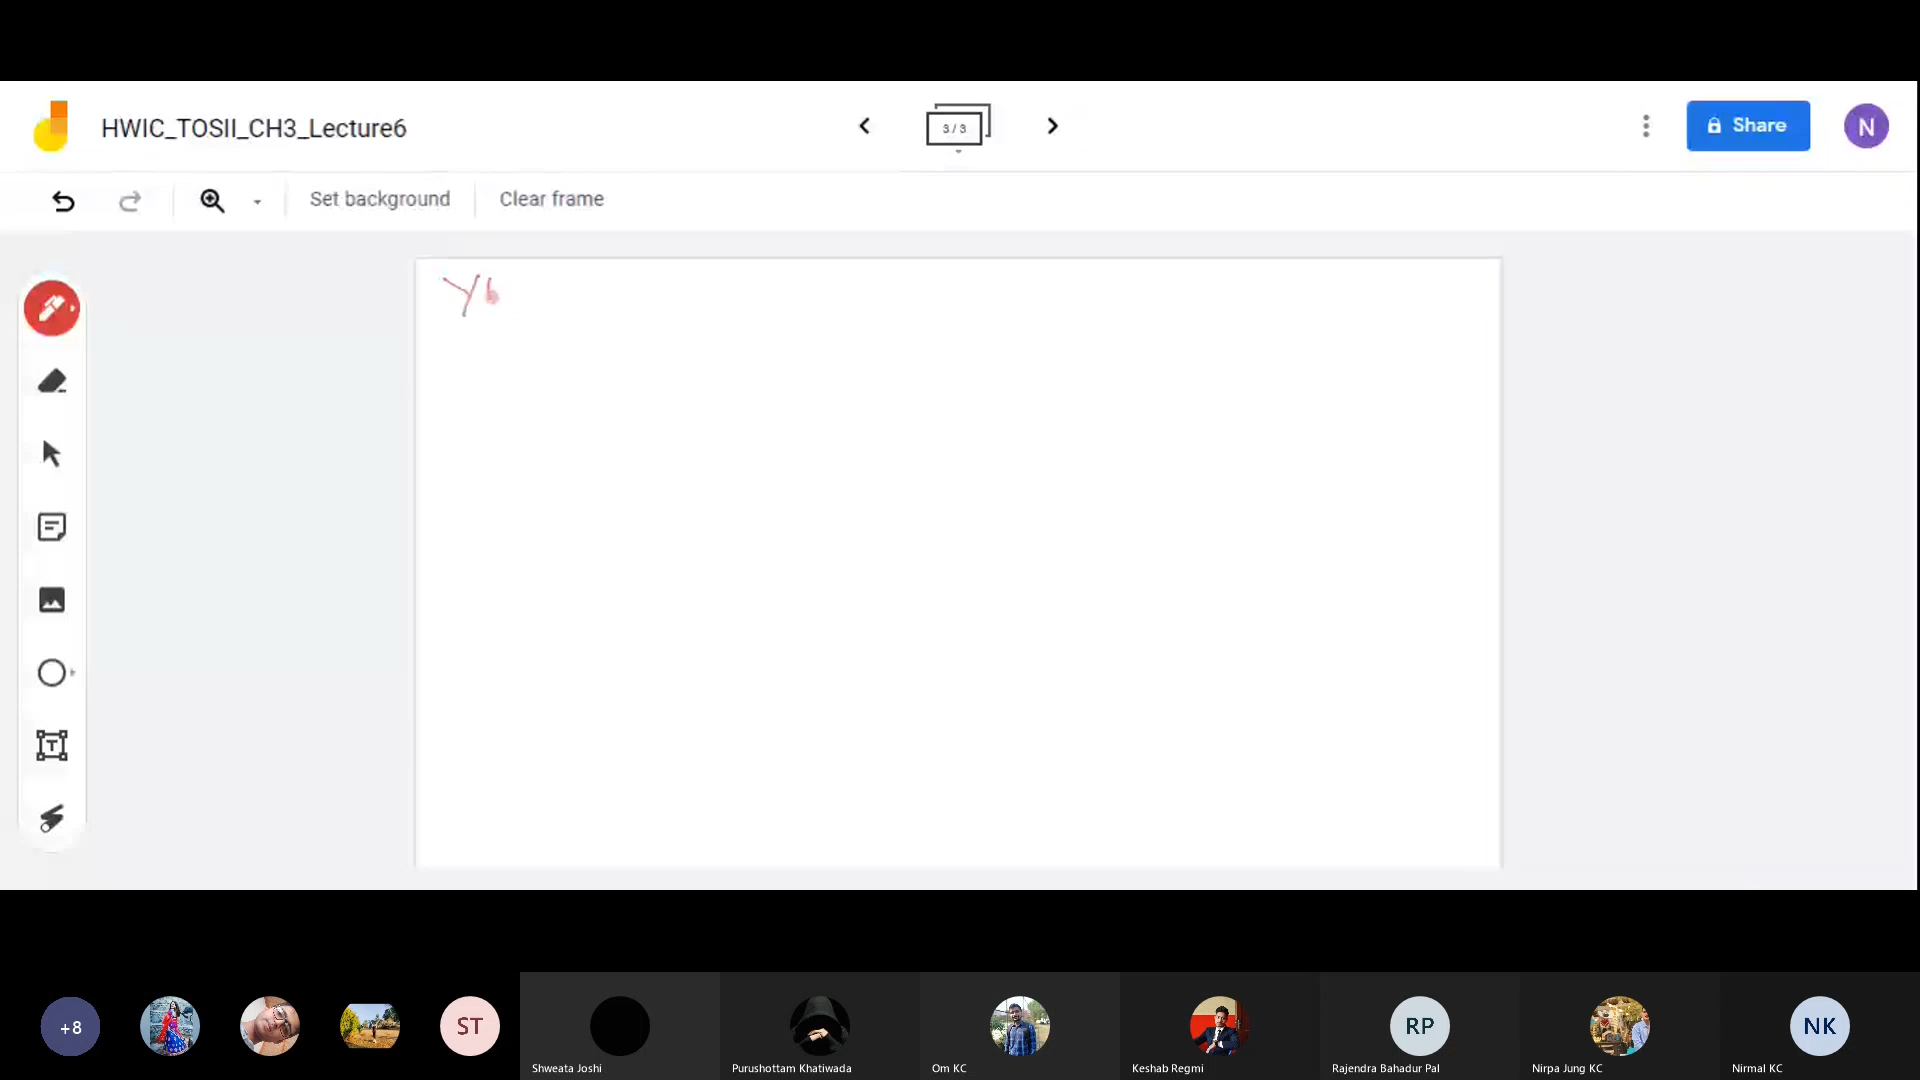 HWIC_TOSII_CH3_Lecture6
3 / 3
Share
N
Set background
Clear frame
Y6
+8
ST
RP
NK
Shweata Joshi
Purushottam Khatiwada
Om KC
Keshab Regmi
Rajendra Bahadur Pal
Nirpa Jung KC
Nirmal KC